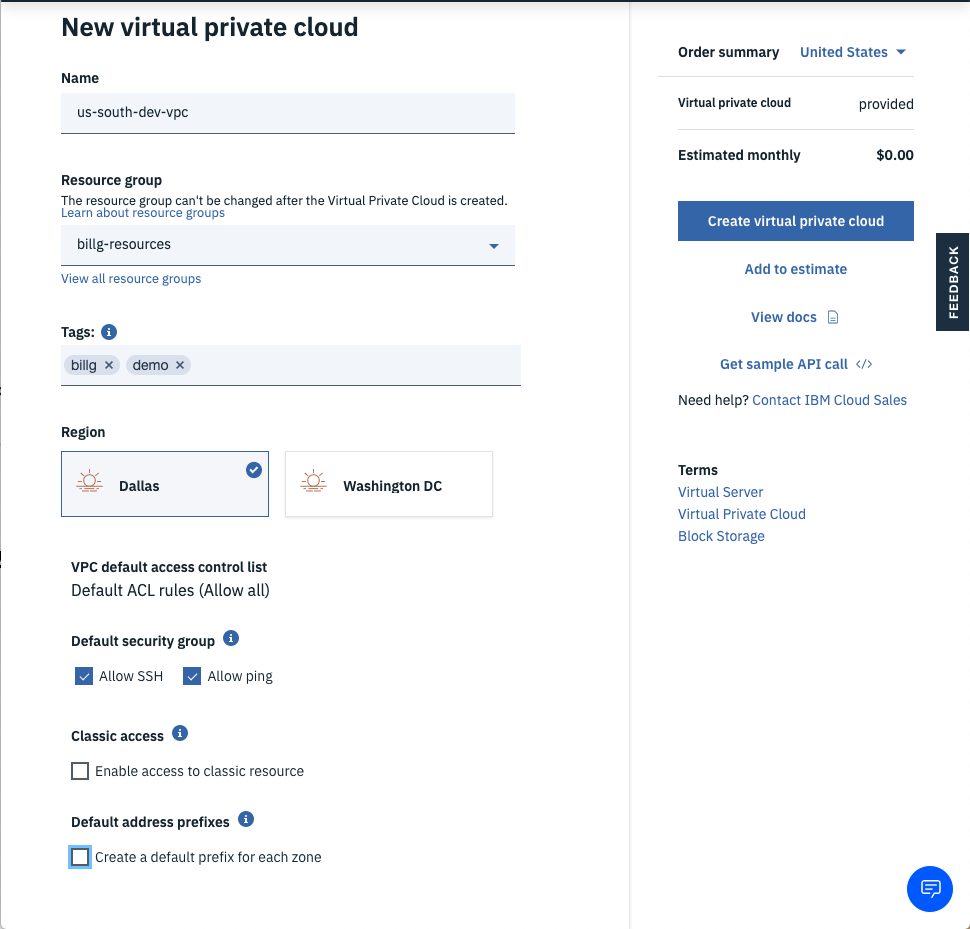 New virtual private cloud
Name
us-south-dev-vpc
Resource group
The resource group can't be changed after the Virtual Private Cloud is created.
Learn about resource groups
billg-resources
View all resource groups
Tags:
billg
demo
Region
Dallas
Washington DC
VPC default access control list
Default ACL rules (Allow all)
Default security group
Allow SSH
Allow ping
Classic access
Enable access to classic resource
Default address prefixes
Create a default prefix for each zone
Order summary
United States
Virtual private cloud
provided
Estimated monthly
$0.00
Create virtual private cloud
Add to estimate
View docs
Get sample API call </>
Need help? Contact IBM Cloud Sales
Terms
Virtual Server
Virtual Private Cloud
Block Storage
FEEDBACK